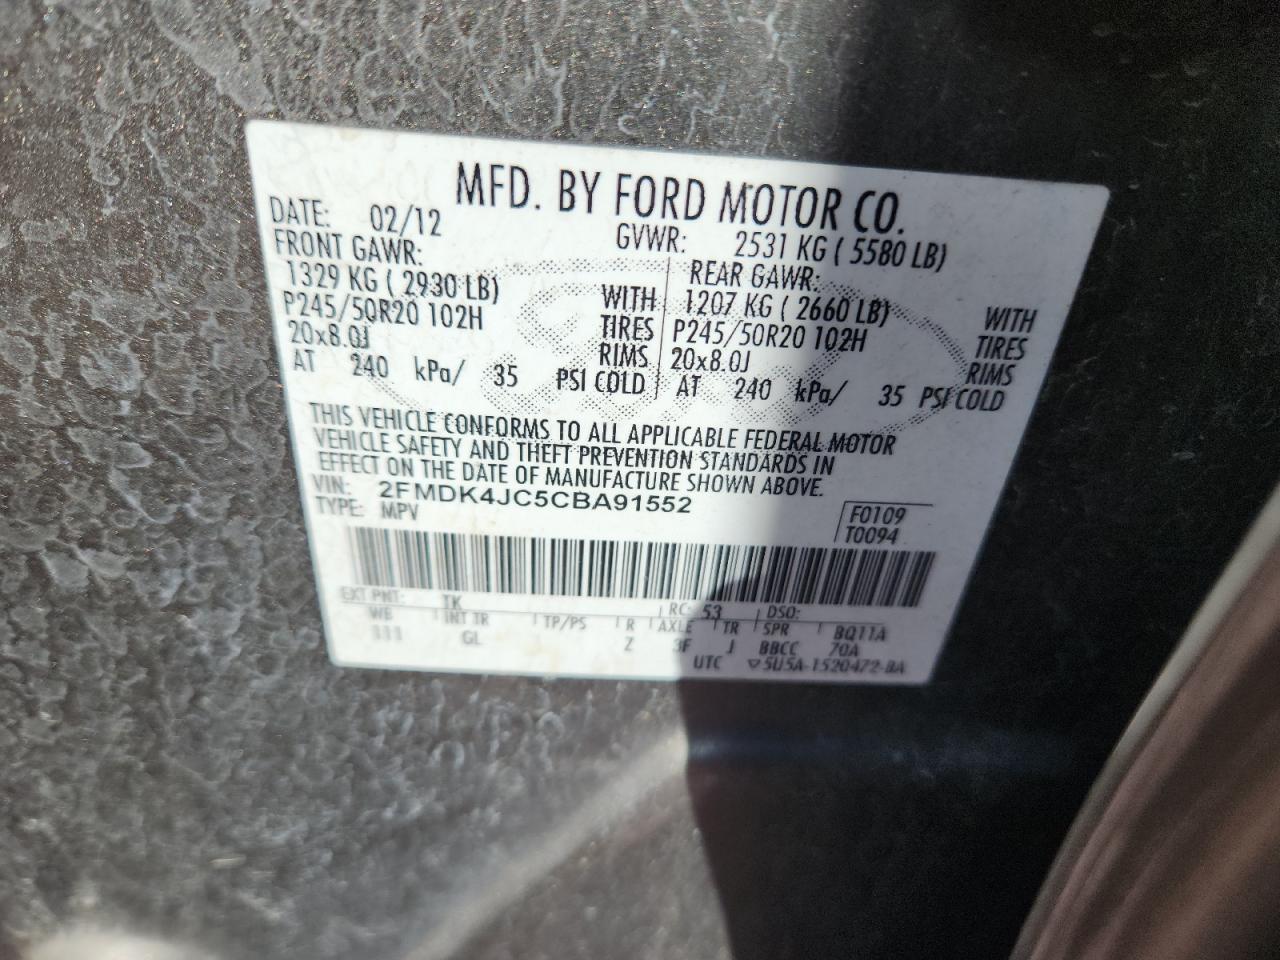 MFD. BY FORD MOTOR CO.
DATE: 02/12 GVWR: 2531 KG ( 5580 LB)
FRONT GAWR: REAR GAWR:
1329 KG ( 2930 LB) WITH 1207 KG ( 2660 LB) WITH
P245/50R20 102H TIRES P245/50R20 102H TIRES
20x8.0J RIMS 20x8.0J RIMS
AT 240 kPa/ 35 PSI COLD AT 240 kPa/ 35 PSI COLD
THIS VEHICLE CONFORMS TO ALL APPLICABLE FEDERAL MOTOR
VEHICLE SAFETY AND THEFT PREVENTION STANDARDS IN
EFFECT ON THE DATE OF MANUFACTURE SHOWN ABOVE.
VIN: 2FMDK4JC5CBA91552
TYPE: MPV
F0109
T0094
EXT PNT: TK RC: 53 DSO:
WB INT TR TP/PS R AXLE TR SPR BQ11A
111 GL Z 3F J BBCC 70A
UTC ▽5U5A-1520472-BA